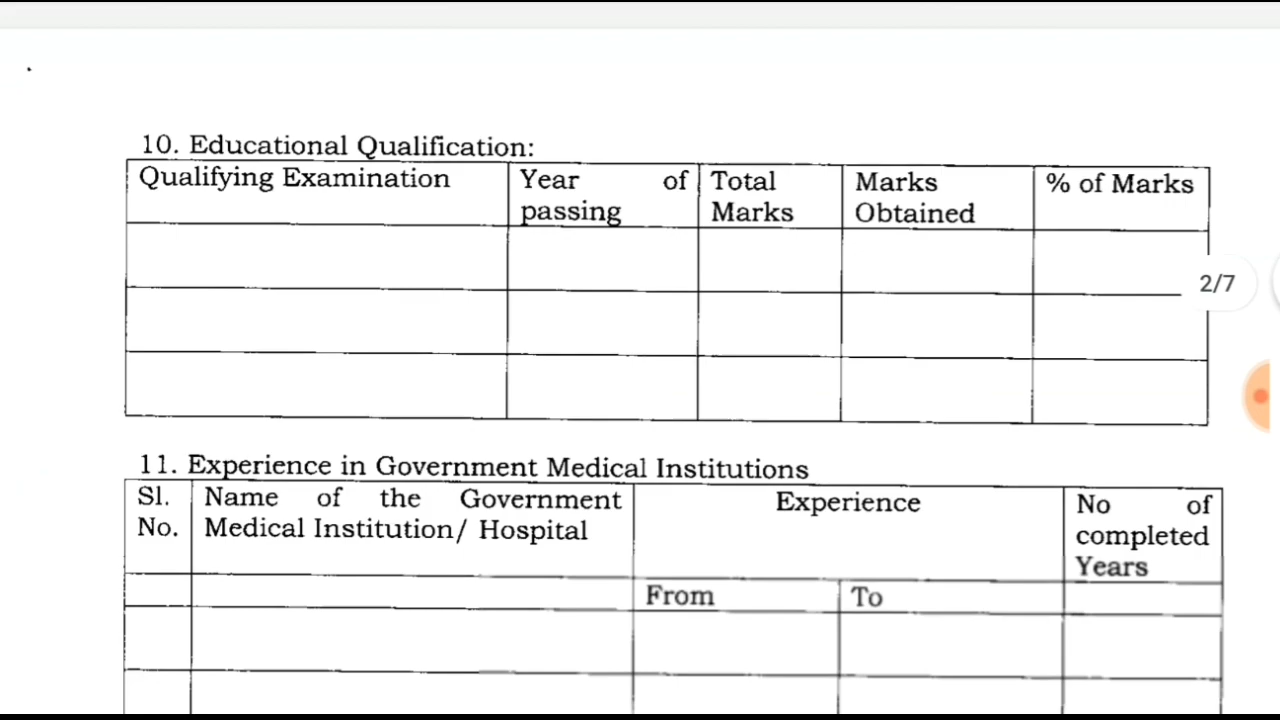 10. Educational Qualification:
Qualifying Examination
Year of
passing
Total
Marks
Marks
Obtained
% of Marks
2/7
11. Experience in Government Medical Institutions
Sl.
No.
Name of the Government
Medical Institution/ Hospital
Experience
No of
completed
Years
From
To